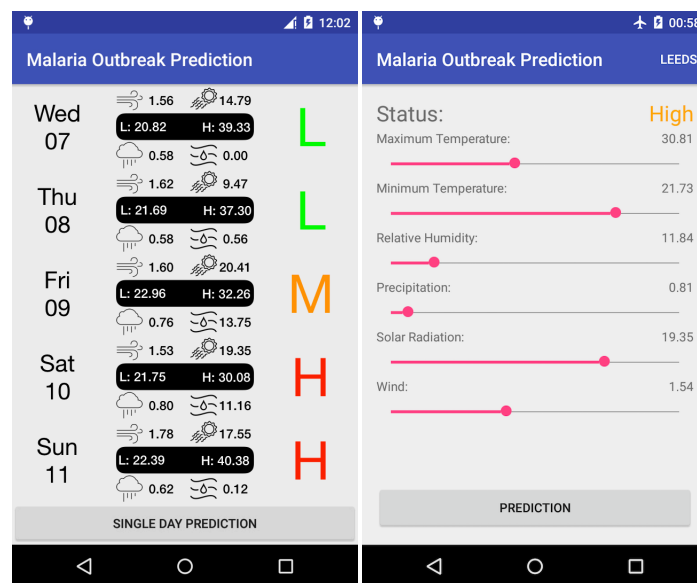 12:02
Malaria Outbreak Prediction
Wed
07
1.56 14.79
L: 20.82 H: 39.33
0.58 0.00
L
Thu
08
1.62 9.47
L: 21.69 H: 37.30
0.58 0.56
L
Fri
09
1.60 20.41
L: 22.96 H: 32.26
0.76 13.75
M
Sat
10
1.53 19.35
L: 21.75 H: 30.08
0.80 11.16
H
Sun
11
1.78 17.55
L: 22.39 H: 40.38
0.62 0.12
H
SINGLE DAY PREDICTION
00:58
Malaria Outbreak Prediction LEEDS
Status: High
Maximum Temperature: 30.81
Minimum Temperature: 21.73
Relative Humidity: 11.84
Precipitation: 0.81
Solar Radiation: 19.35
Wind: 1.54
PREDICTION